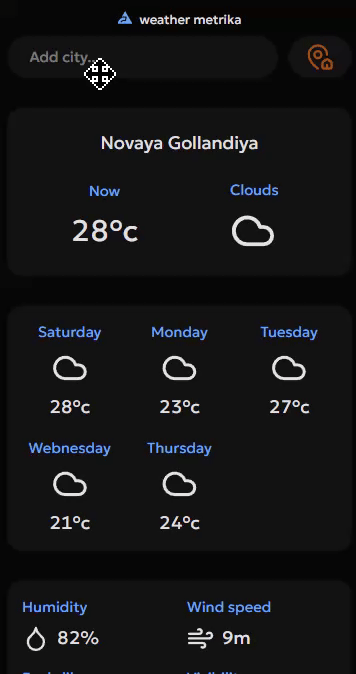 weather metrika
Add city...
Novaya Gollandiya
Now
Clouds
28°c
Saturday
Monday
Tuesday
28°c
23°c
27°c
Webnesday
Thursday
21°c
24°c
Humidity
Wind speed
82%
9m